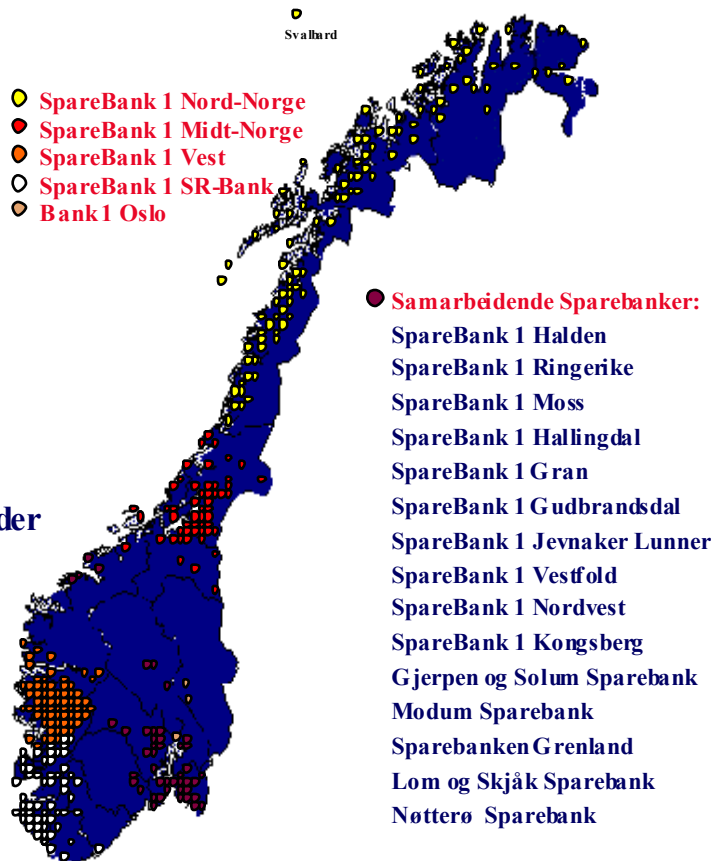 Svalbard
SpareBank 1 Nord-Norge
SpareBank 1 Midt-Norge
SpareBank 1 Vest
SpareBank 1 SR-Bank
Bank 1 Oslo
der
Samarbeidende Sparebanker:
SpareBank 1 Halden
SpareBank 1 Ringerike
SpareBank 1 Moss
SpareBank 1 Hallingdal
SpareBank 1 Gran
SpareBank 1 Gudbrandsdal
SpareBank 1 Jevnaker Lunner
SpareBank 1 Vestfold
SpareBank 1 Nordvest
SpareBank 1 Kongsberg
Gjerpen og Solum Sparebank
Modum Sparebank
Sparebanken Grenland
Lom og Skjåk Sparebank
Nøtterø Sparebank